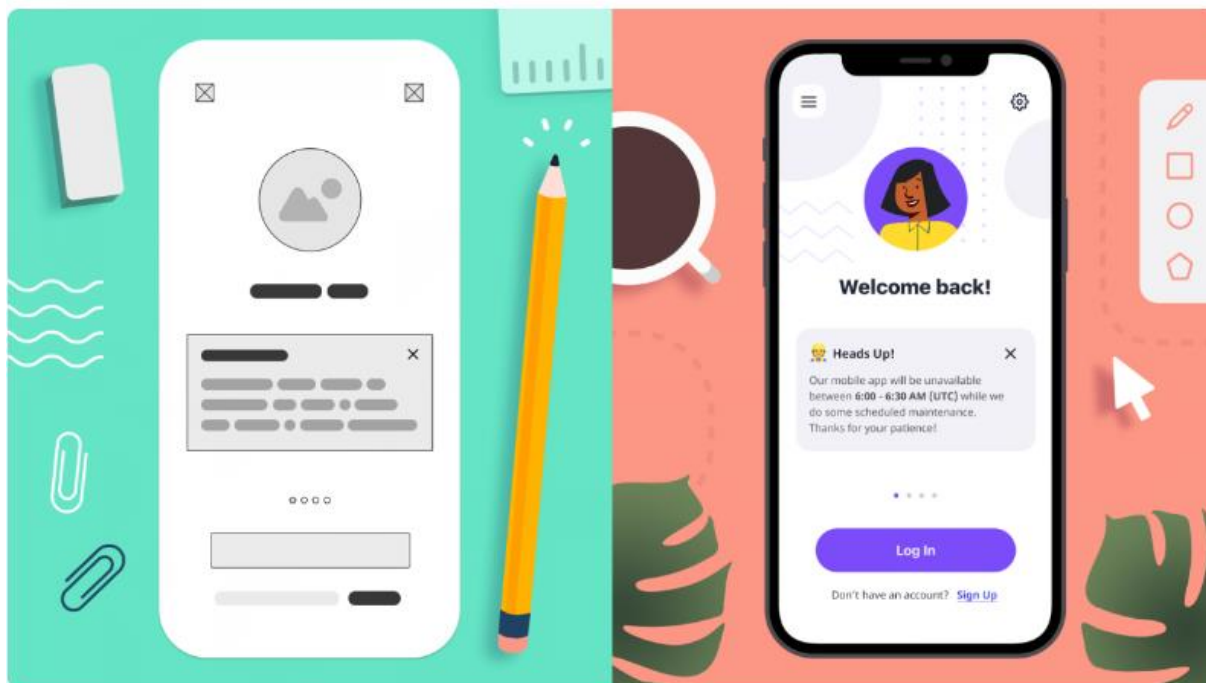 Welcome back!
Heads Up!
Our mobile app will be unavailable
between 6:00 - 6:30 AM (UTC) while we
do some scheduled maintenance.
Thanks for your patience!
Log In
Don't have an account? Sign Up